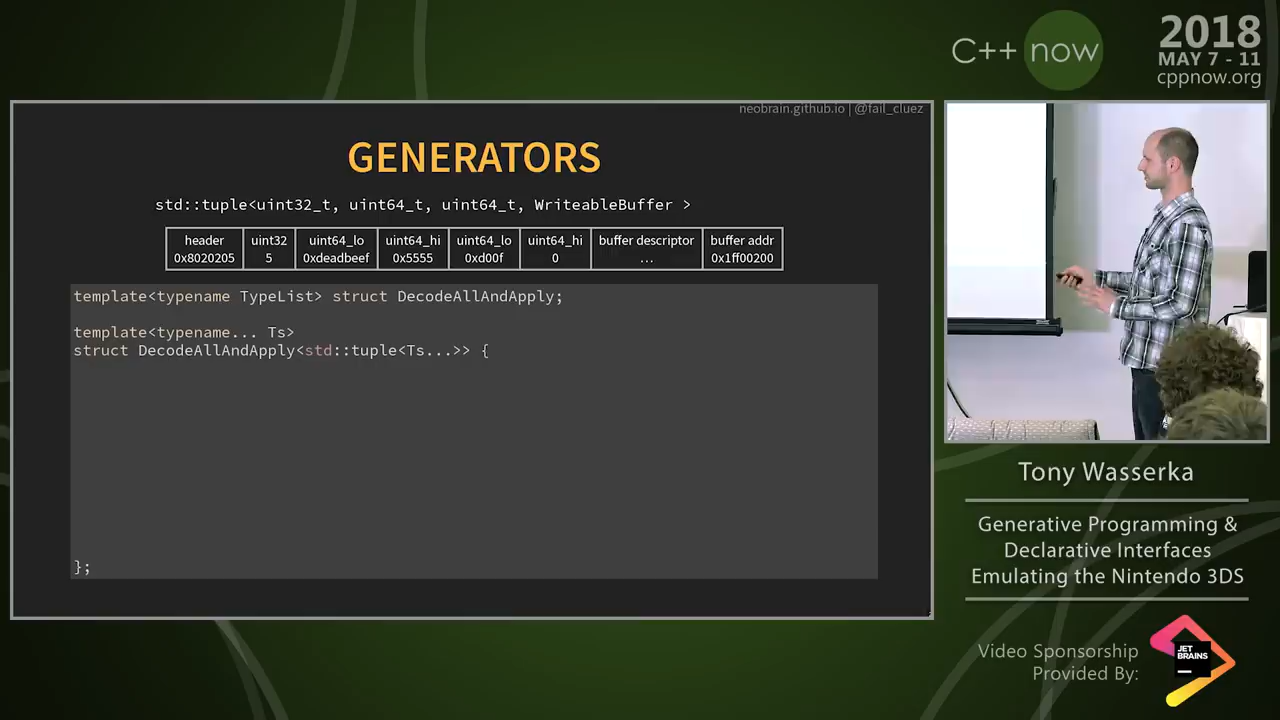 C++ now
2018
MAY 7 - 11
cppnow.org
neobrain.github.io | @fail_cluez
GENERATORS
std::tuple<uint32_t, uint64_t, uint64_t, WriteableBuffer >
header uint32 uint64_lo uint64_hi uint64_lo uint64_hi buffer descriptor buffer addr
0x8020205 5 0xdeadbeef 0x5555 0xd00f 0 ... 0x1ff00200
template<typename TypeList> struct DecodeAllAndApply;
template<typename... Ts>
struct DecodeAllAndApply<std::tuple<Ts...>> {
};
Tony Wasserka
Generative Programming &
Declarative Interfaces
Emulating the Nintendo 3DS
Video Sponsorship
Provided By:
JET
BRAINS